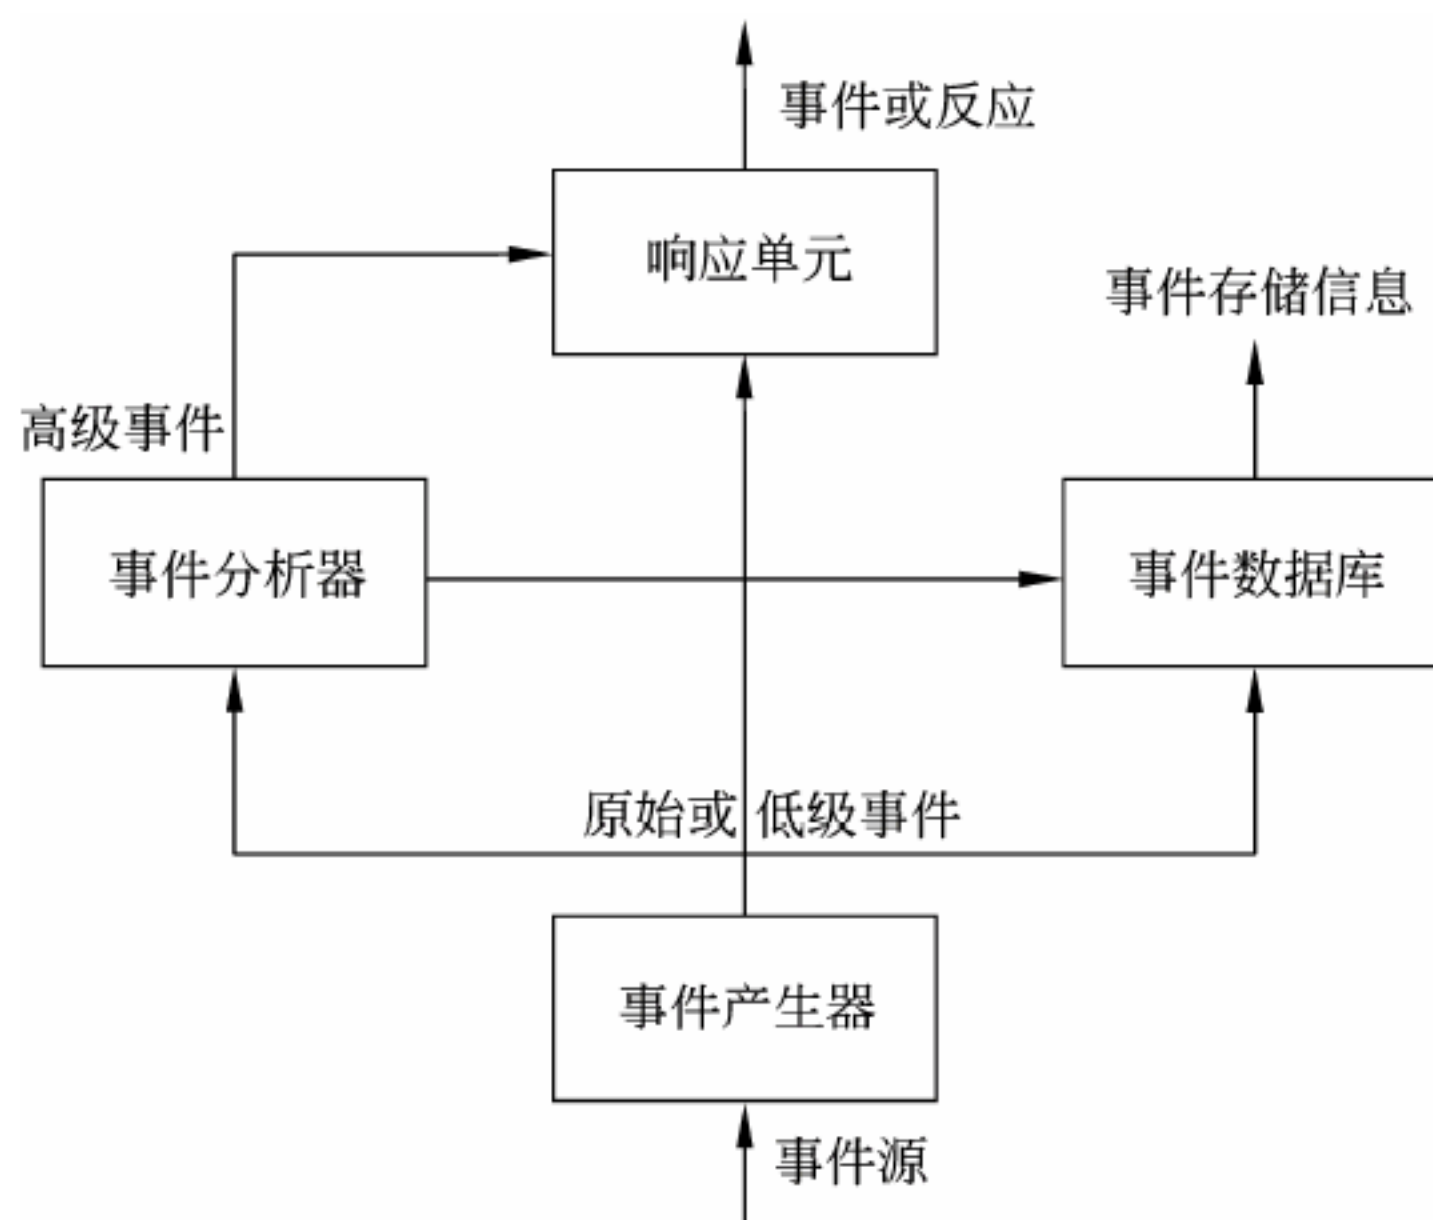 事件或反应
响应单元
事件存储信息
高级事件
事件分析器
事件数据库
原始或 低级事件
事件产生器
事件源